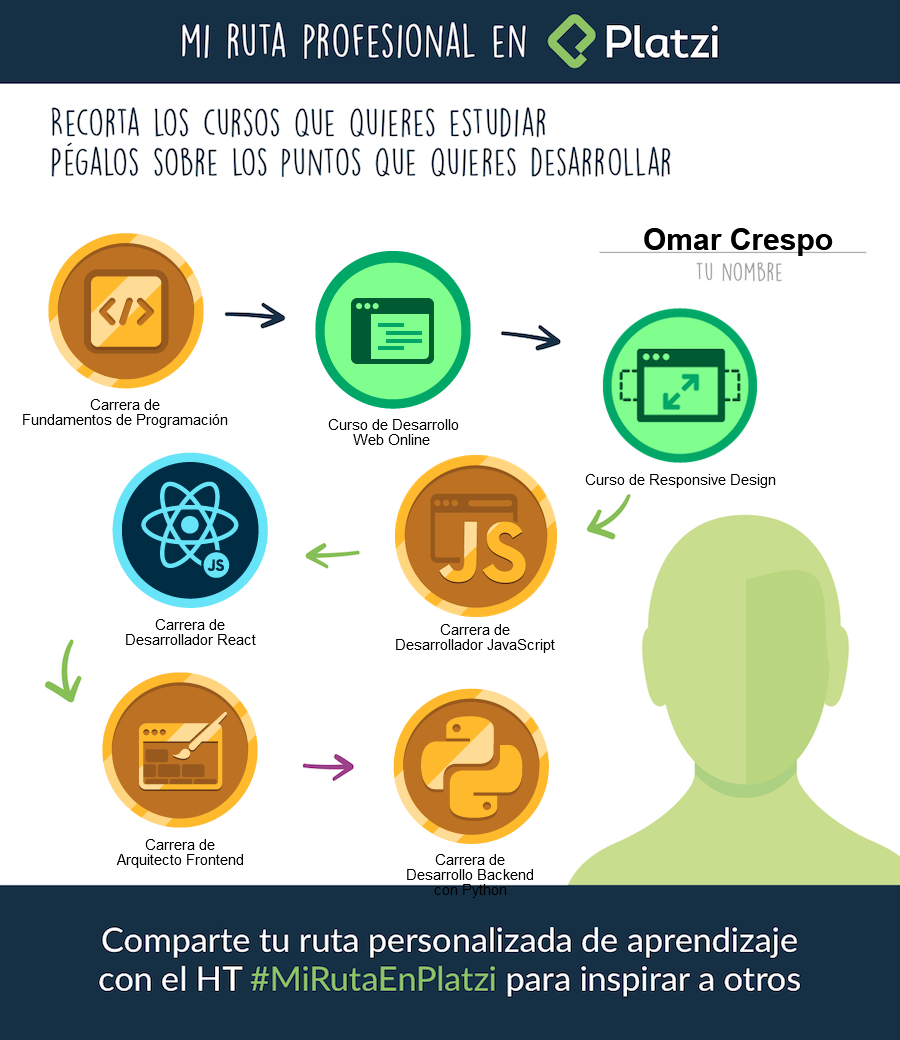 MI RUTA PROFESIONAL EN Platzi
RECORTA LOS CURSOS QUE QUIERES ESTUDIAR
PÉGALOS SOBRE LOS PUNTOS QUE QUIERES DESARROLLAR
Omar Crespo
TU NOMBRE
Carrera de
Fundamentos de Programación
Curso de Desarrollo
Web Online
Curso de Responsive Design
JS
Carrera de
Desarrollador JavaScript
JS
Carrera de
Desarrollador React
Carrera de
Arquitecto Frontend
Carrera de
Desarrollo Backend
con Python
Comparte tu ruta personalizada de aprendizaje
con el HT #MiRutaEnPlatzi para inspirar a otros